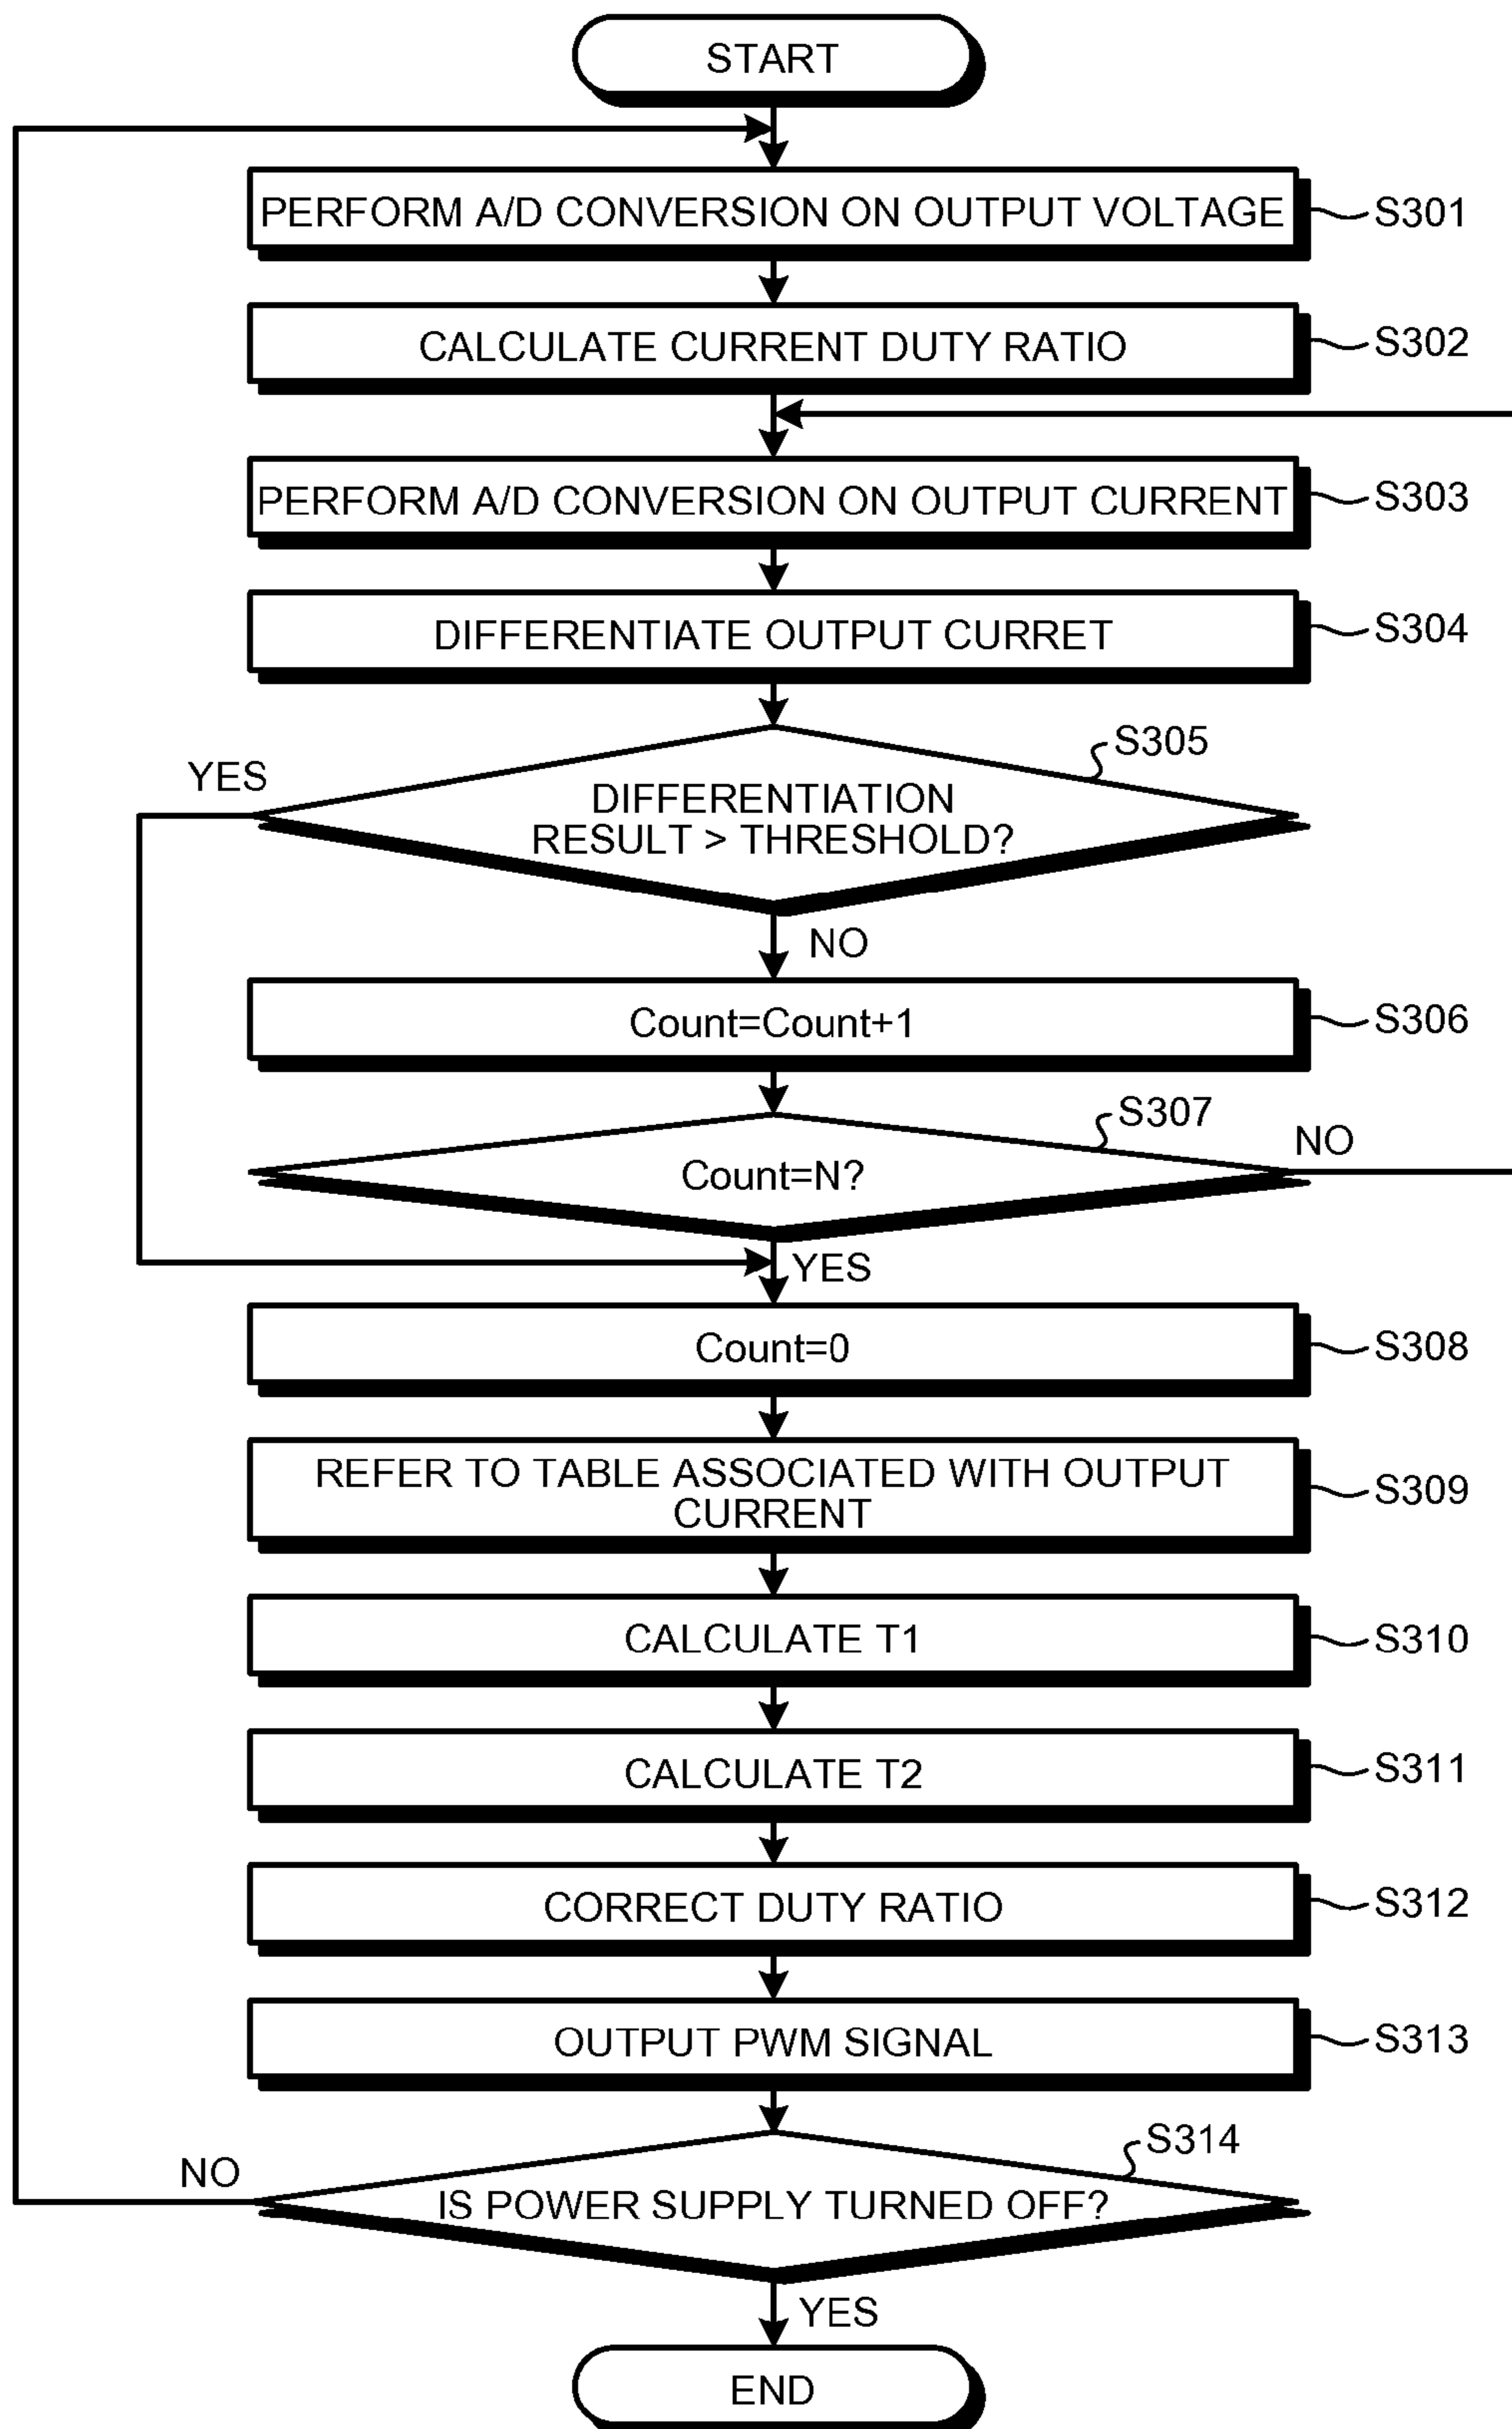 START
PERFORM A/D CONVERSION ON OUTPUT VOLTAGE
S301
CALCULATE CURRENT DUTY RATIO
S302
PERFORM A/D CONVERSION ON OUTPUT CURRENT
S303
DIFFERENTIATE OUTPUT CURRET
S304
S305
YES
DIFFERENTIATION
RESULT > THRESHOLD?
NO
Count=Count+1
S306
S307
NO
Count=N?
YES
Count=0
S308
REFER TO TABLE ASSOCIATED WITH OUTPUT
CURRENT
S309
CALCULATE T1
S310
CALCULATE T2
S311
CORRECT DUTY RATIO
S312
OUTPUT PWM SIGNAL
S313
S314
NO
IS POWER SUPPLY TURNED OFF?
YES
END